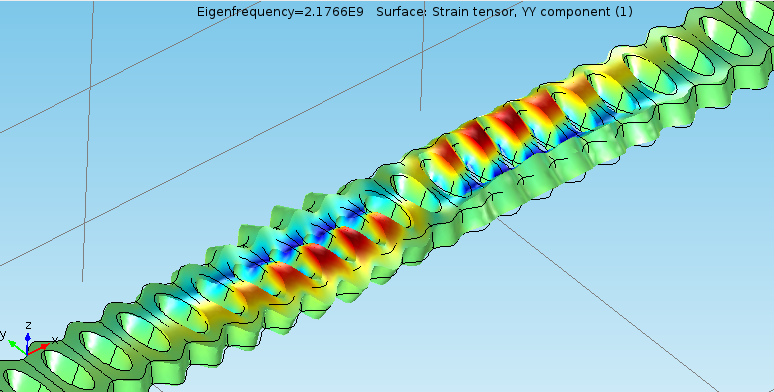 Eigenfrequency=2.1766E9   Surface: Strain tensor, YY component (1)
z
y
x